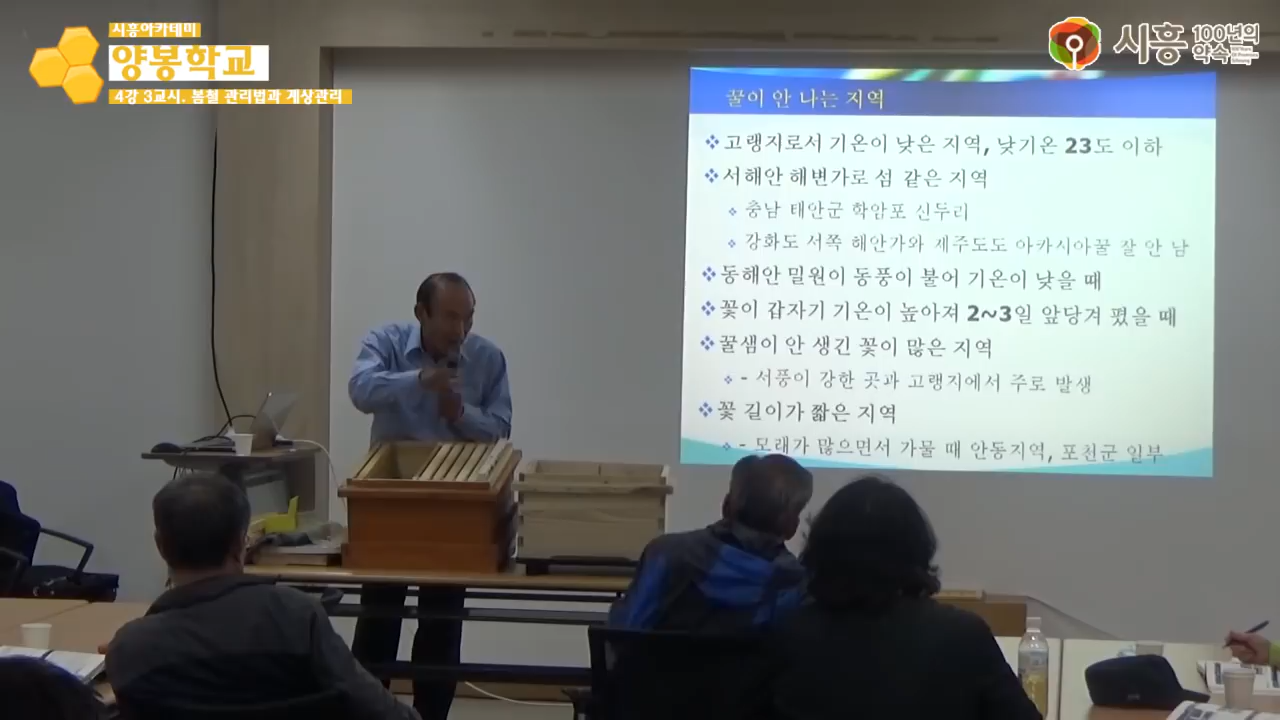 시흥아카데미
양봉학교
4강 3교시. 봄철 관리법과 계상관리
시흥 100년의 약속
꿀이 안 나는 지역
고랭지로서 기온이 낮은 지역, 낮기온 23도 이하
서해안 해변가로 섬 같은 지역
충남 태안군 학암포 신두리
강화도 서쪽 해안가와 제주도도 아카시아꿀 잘 안 남
동해안 밀원이 동풍이 불어 기온이 낮을 때
꽃이 갑자기 기온이 높아져 2~3일 앞당겨 폈을 때
꿀샘이 안 생긴 꽃이 많은 지역
- 서풍이 강한 곳과 고랭지에서 주로 발생
꽃 길이가 짧은 지역
- 모래가 많으면서 가물 때 안동지역, 포천군 일부